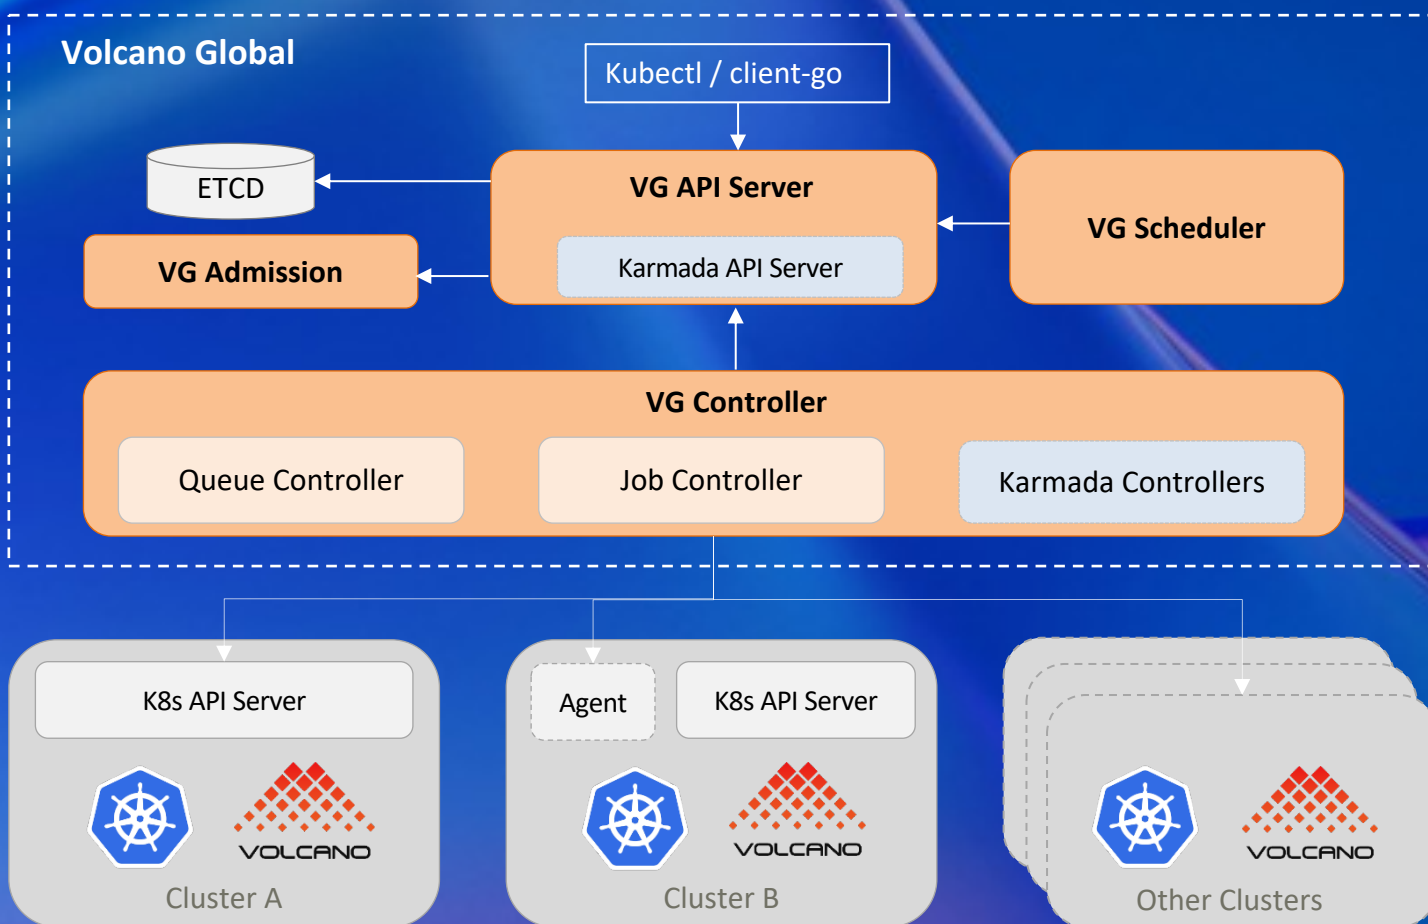 Volcano Global
Kubectl / client-go
ETCD
VG API Server
VG Scheduler
VG Admission
Karmada API Server
VG Controller
Queue Controller
Job Controller
Karmada Controllers
K8s API Server
Agent
K8s API Server
VOLCANO
VOLCANO
VOLCANO
Cluster A
Cluster B
Other Clusters